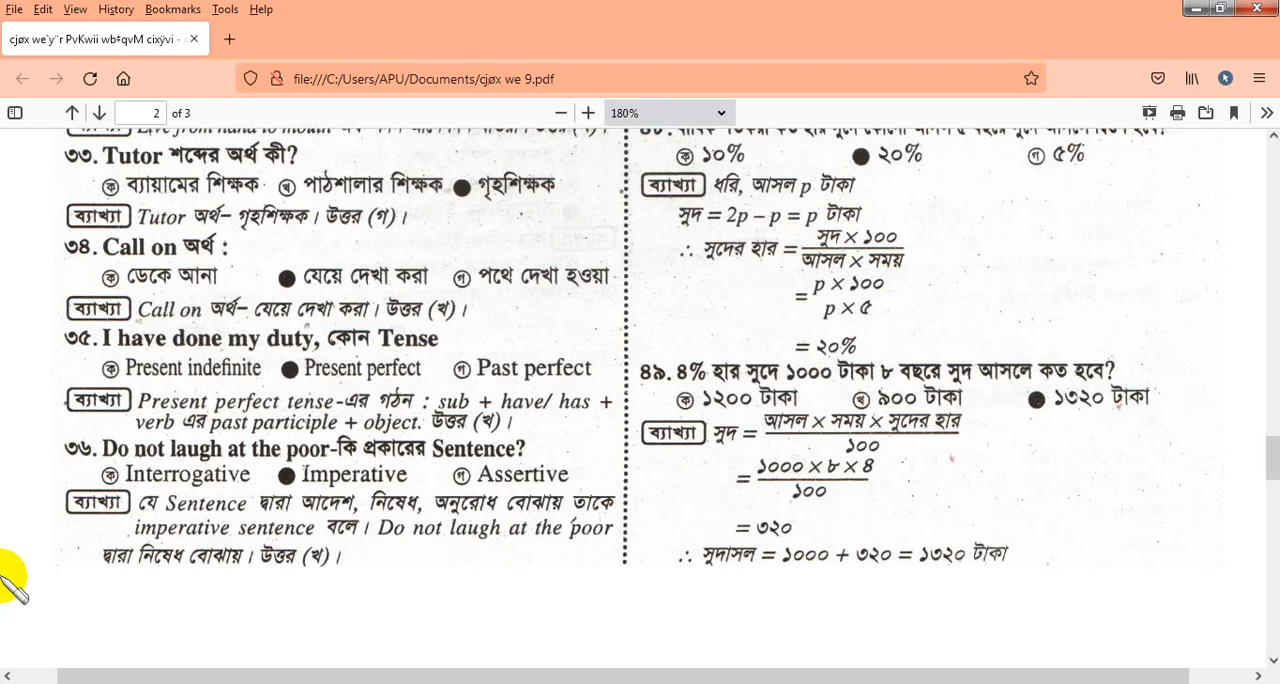 File Edit View History Bookmarks Tools Help
cjøx we`y¨r PvKwii wb‡qvM cixÿvi -
file:///C:/Users/APU/Documents/cjøx we 9.pdf
2 of 3
180%
৩৩. Tutor শব্দের অর্থ কী?
ক ব্যায়ামের শিক্ষক খ পাঠশালার শিক্ষক ● গৃহশিক্ষক
ব্যাখ্যা Tutor অর্থ– গৃহশিক্ষক। উত্তর (গ)।
৩৪. Call on অর্থ :
ক ডেকে আনা ● যেয়ে দেখা করা গ পথে দেখা হওয়া
ব্যাখ্যা Call on অর্থ– যেয়ে দেখা করা। উত্তর (খ)।
৩৫. I have done my duty, কোন Tense
ক Present indefinite ● Present perfect গ Past perfect
ব্যাখ্যা Present perfect tense-এর গঠন : sub + have/ has +
verb এর past participle + object. উত্তর (খ)।
৩৬. Do not laugh at the poor-কি প্রকারের Sentence?
ক Interrogative ● Imperative গ Assertive
ব্যাখ্যা যে Sentence দ্বারা আদেশ, নিষেধ, অনুরোধ বোঝায় তাকে
imperative sentence বলে। Do not laugh at the poor
দ্বারা নিষেধ বোঝায়। উত্তর (খ)।
ক ১০% ● ২০% গ ৫%
ব্যাখ্যা ধরি, আসল p টাকা
সুদ = 2p – p = p টাকা
∴ সুদের হার = সুদ × ১০০
আসল × সময়
= p × ১০০
p × ৫
= ২০%
৪৯. ৪% হার সুদে ১০০০ টাকা ৮ বছরে সুদ আসলে কত হবে?
ক ১২০০ টাকা খ ৯০০ টাকা ● ১৩২০ টাকা
ব্যাখ্যা সুদ = আসল × সময় × সুদের হার
১০০
= ১০০০ × ৮ × ৪
১০০
= ৩২০
∴ সুদাসল = ১০০০ + ৩২০ = ১৩২০ টাকা